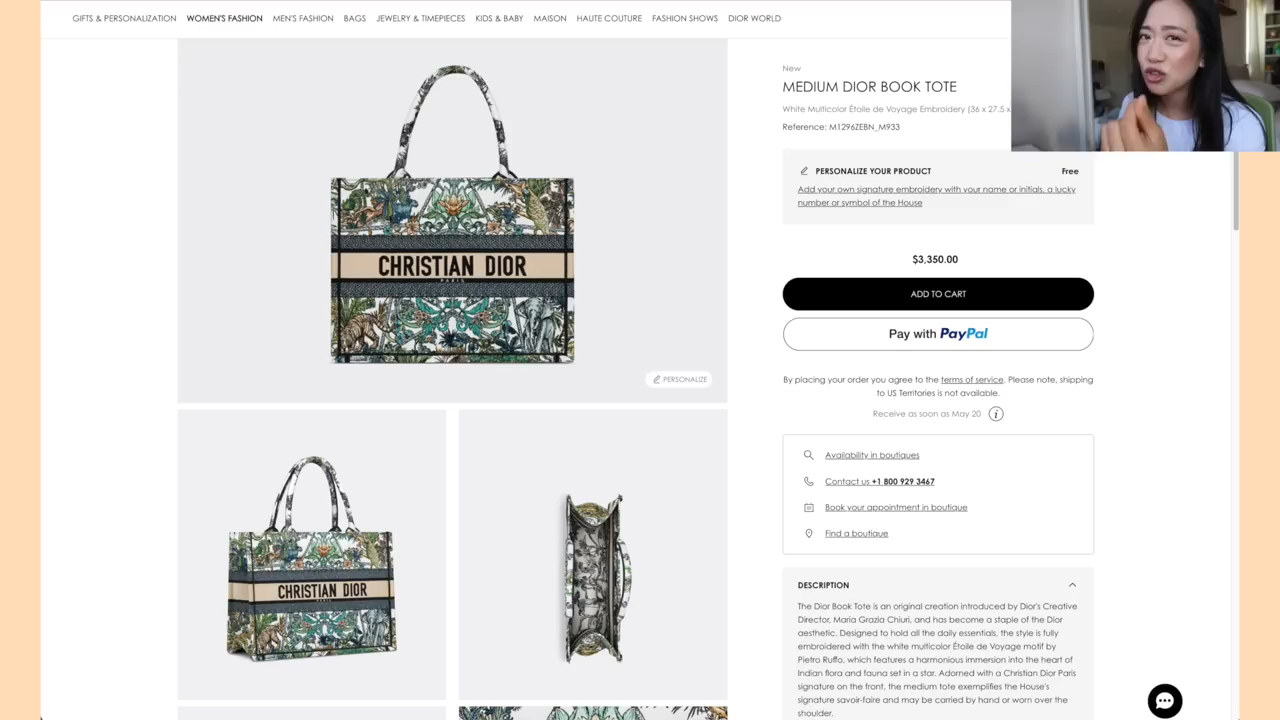 GIFTS & PERSONALIZATION WOMEN'S FASHION MEN'S FASHION BAGS JEWELRY & TIMEPIECES KIDS & BABY MAISON HAUTE COUTURE FASHION SHOWS DIOR WORLD
CHRISTIAN DIOR
PARIS
PERSONALIZE
CHRISTIAN DIOR
New
MEDIUM DIOR BOOK TOTE
White Multicolor Étoile de Voyage Embroidery (36 x 27.5 x
Reference: M1296ZEBN_M933
PERSONALIZE YOUR PRODUCT Free
Add your own signature embroidery with your name or initials, a lucky
number or symbol of the House
$3,350.00
ADD TO CART
Pay with PayPal
By placing your order you agree to the terms of service. Please note, shipping
to US Territories is not available.
Receive as soon as May 20 i
Availability in boutiques
Contact us +1 800 929 3467
Book your appointment in boutique
Find a boutique
DESCRIPTION
The Dior Book Tote is an original creation introduced by Dior's Creative
Director, Maria Grazia Chiuri, and has become a staple of the Dior
aesthetic. Designed to hold all the daily essentials, the style is fully
embroidered with the white multicolor Étoile de Voyage motif by
Pietro Ruffo, which features a harmonious immersion into the heart of
Indian flora and fauna set in a star. Adorned with a Christian Dior Paris
signature on the front, the medium tote exemplifies the House's
signature savoir-faire and may be carried by hand or worn over the
shoulder.